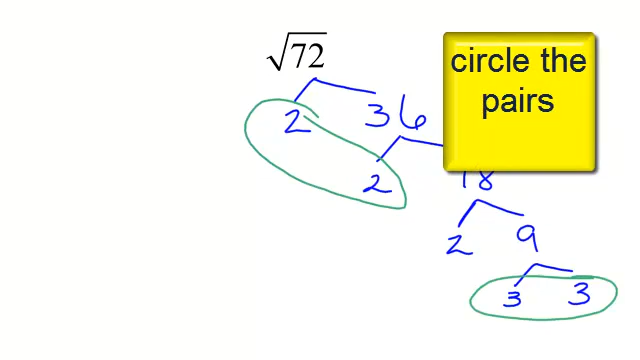 √72
circle the
pairs
2 36
2 18
2 9
3 3